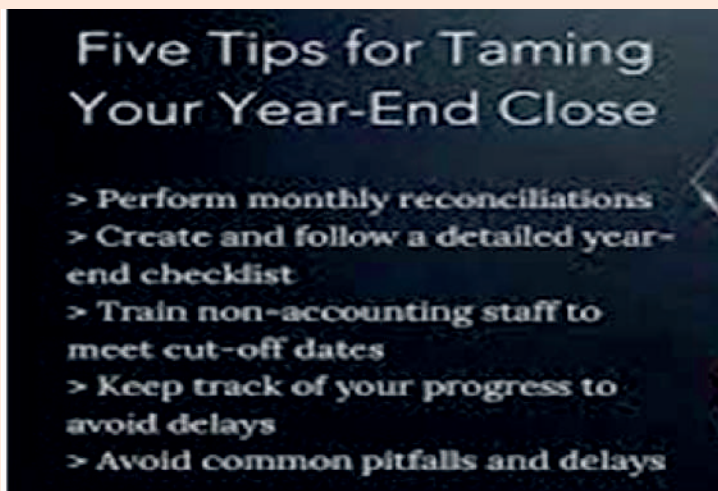 Five Tips for Taming
Your Year-End Close
> Perform monthly reconciliations
> Create and follow a detailed year-
end checklist
> Train non-accounting staff to
meet cut-off dates
> Keep track of your progress to
avoid delays
> Avoid common pitfalls and delays